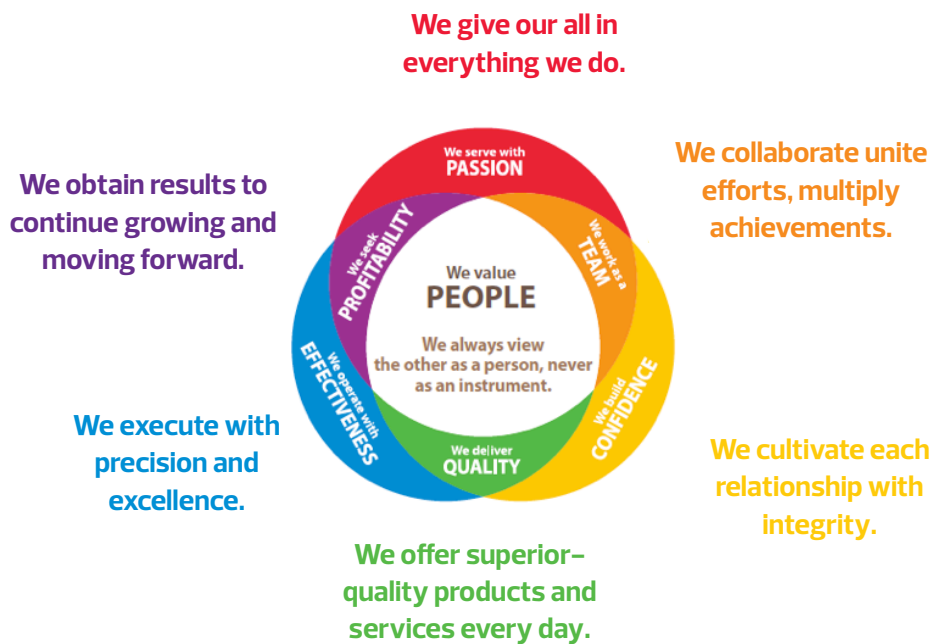 We give our all in
everything we do.
We serve with
PASSION
We collaborate unite
efforts, multiply
achievements.
We work as a
TEAM
We obtain results to
continue growing and
moving forward.
We seek
PROFITABILITY
We value
PEOPLE
We always view
the other as a person, never
as an instrument.
We operate with
EFFECTIVENESS
We execute with
precision and
excellence.
We build
CONFIDENCE
We cultivate each
relationship with
integrity.
We deliver
QUALITY
We offer superior–
quality products and
services every day.